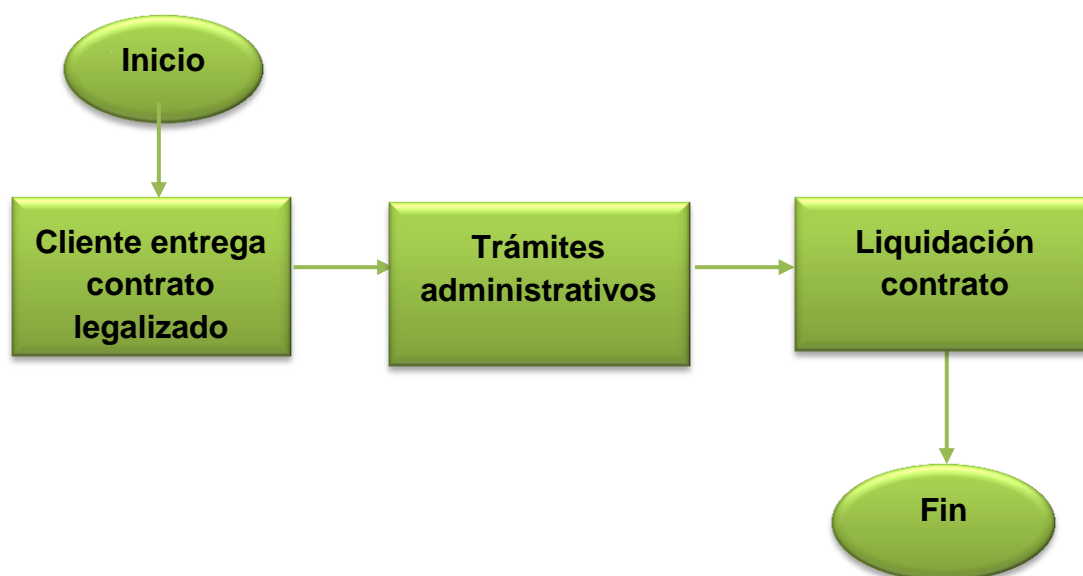 Inicio
Cliente entrega
contrato
legalizado
Trámites
administrativos
Liquidación
contrato
Fin